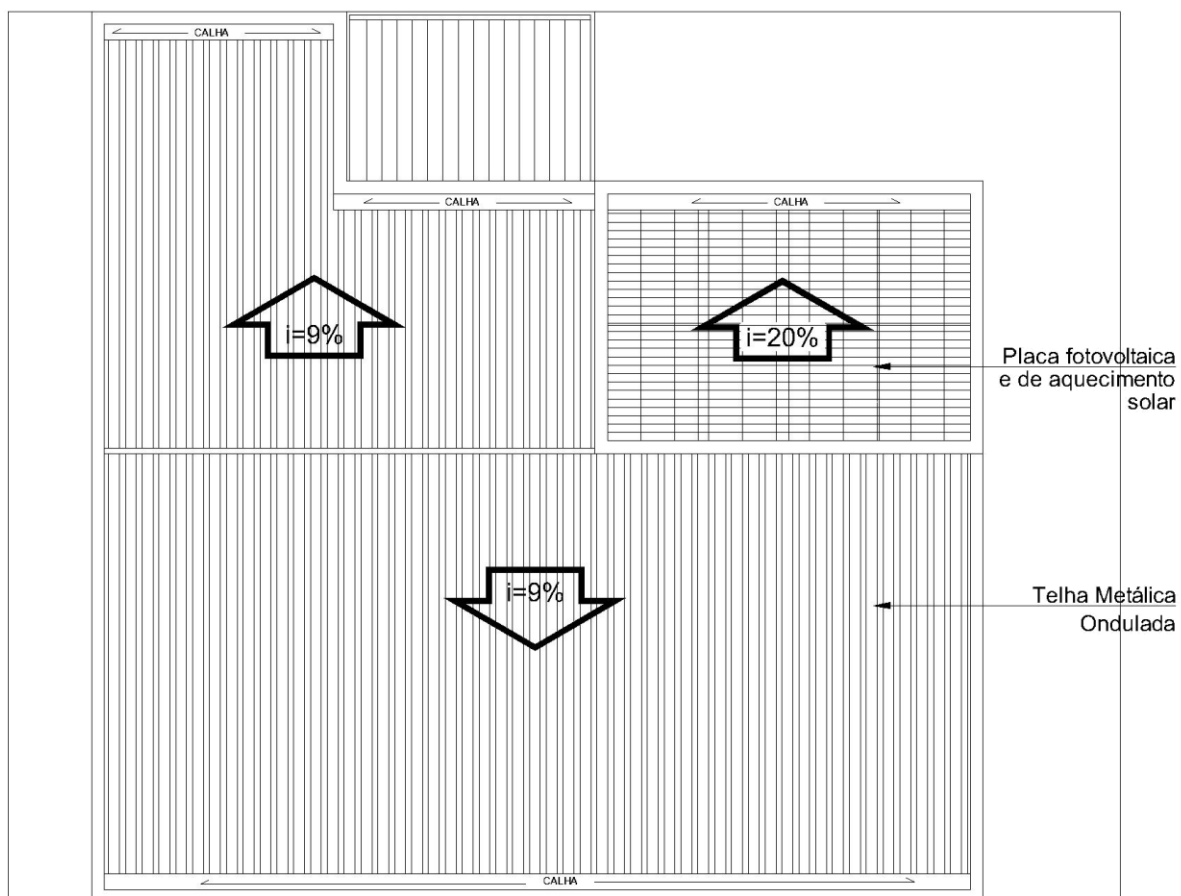 CALHA
CALHA
CALHA
i=9%
i=20%
Placa fotovoltaica
e de aquecimento
solar
i=9%
Telha Metálica
Ondulada
CALHA